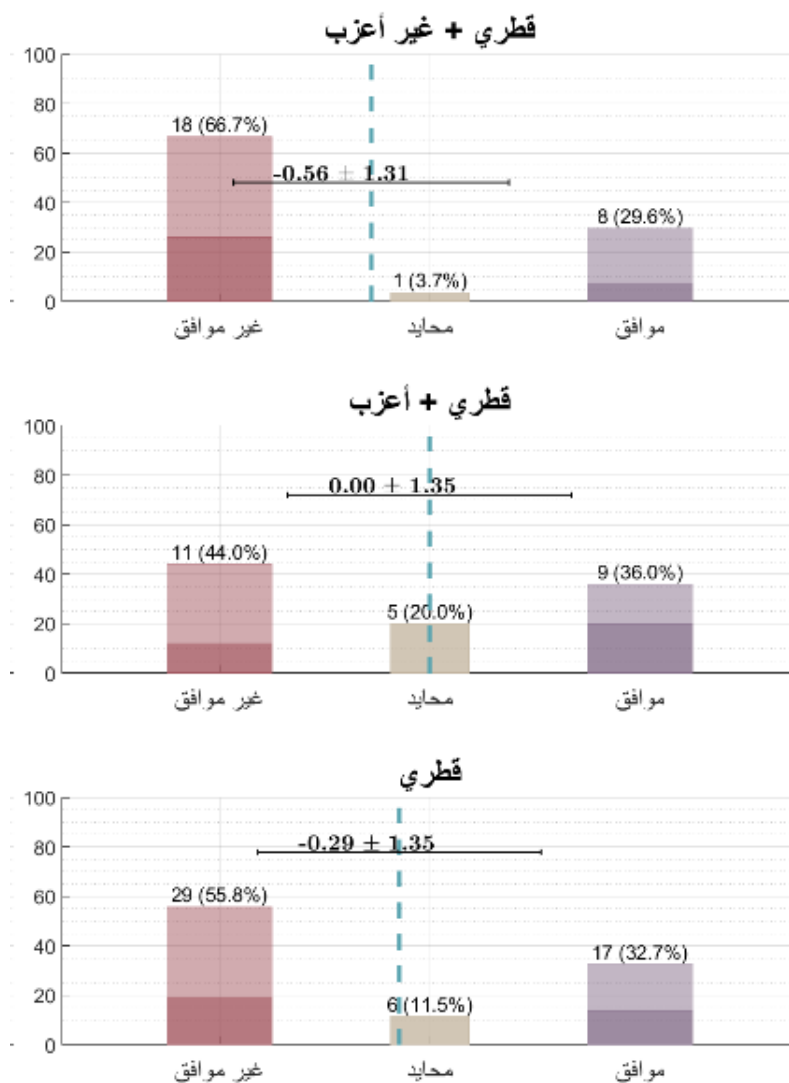 قطري + غير أعزب
100
80
60
40
20
0
18 (66.7%)
-0.56 ± 1.31
1 (3.7%)
8 (29.6%)
غير موافق
محايد
موافق
قطري + أعزب
100
80
60
40
20
0
11 (44.0%)
0.00 ± 1.35
5 (20.0%)
9 (36.0%)
غير موافق
محايد
موافق
قطري
100
80
60
40
20
0
29 (55.8%)
-0.29 ± 1.35
6 (11.5%)
17 (32.7%)
غير موافق
محايد
موافق